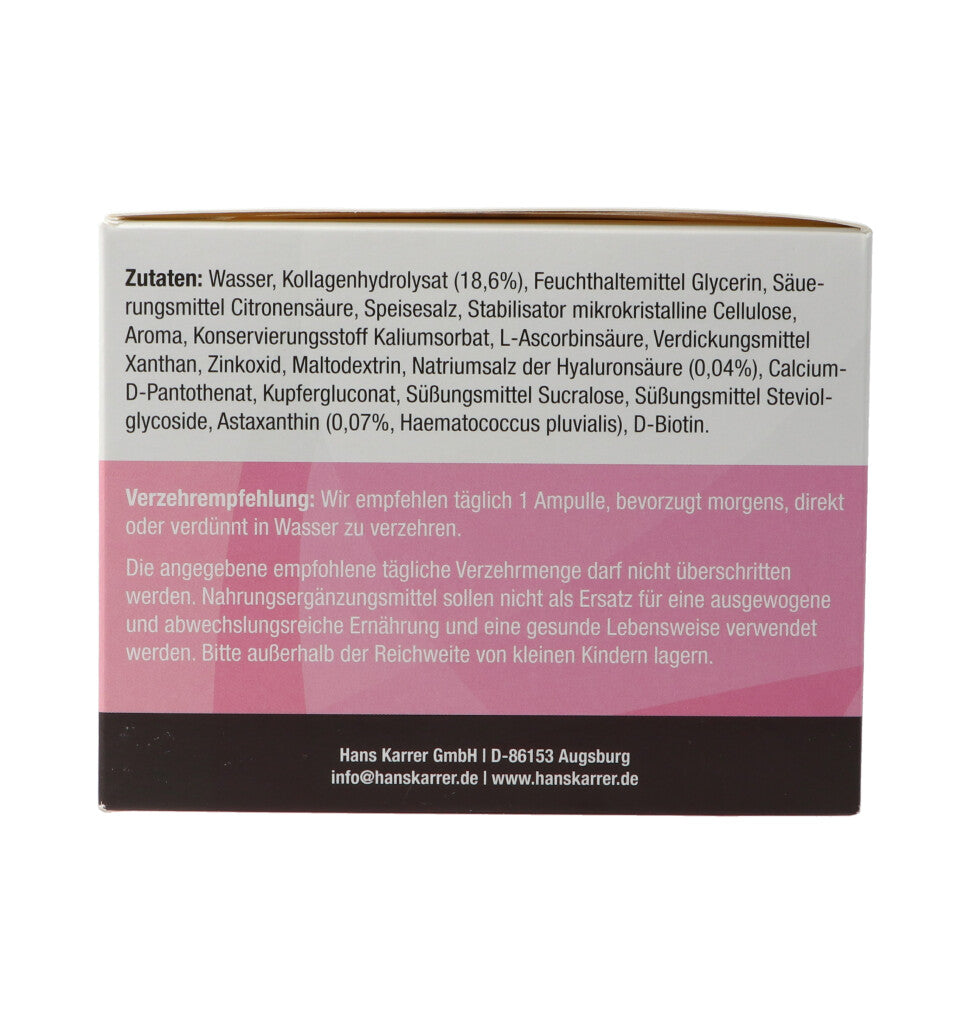 Zutaten: Wasser, Kollagenhydrolysat (18,6%), Feuchthaltemittel Glycerin, Säue-
rungsmittel Citronensäure, Speisesalz, Stabilisator mikrokristalline Cellulose,
Aroma, Konservierungsstoff Kaliumsorbat, L-Ascorbinsäure, Verdickungsmittel
Xanthan, Zinkoxid, Maltodextrin, Natriumsalz der Hyaluronsäure (0,04%), Calcium-
D-Pantothenat, Kupfergluconat, Süßungsmittel Sucralose, Süßungsmittel Steviol-
glycoside, Astaxanthin (0,07%, Haematococcus pluvialis), D-Biotin.
Verzehrempfehlung: Wir empfehlen täglich 1 Ampulle, bevorzugt morgens, direkt
oder verdünnt in Wasser zu verzehren.
Die angegebene empfohlene tägliche Verzehrmenge darf nicht überschritten
werden. Nahrungsergänzungsmittel sollen nicht als Ersatz für eine ausgewogene
und abwechslungsreiche Ernährung und eine gesunde Lebensweise verwendet
werden. Bitte außerhalb der Reichweite von kleinen Kindern lagern.
Hans Karrer GmbH | D-86153 Augsburg
info@hanskarrer.de | www.hanskarrer.de